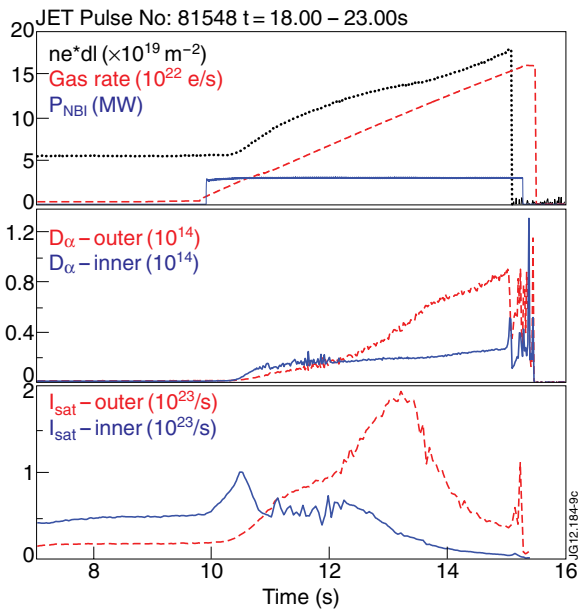 JET Pulse No: 81548 t = 18.00 – 23.00s
20
15
10
5
0
ne*dl (×10¹⁹ m⁻²)
Gas rate (10²² e/s)
P_NBI (MW)
1.2
0.8
0.4
0
Dα – outer (10¹⁴)
Dα – inner (10¹⁴)
2
1
0
I_sat – outer (10²³/s)
I_sat – inner (10²³/s)
8
10
12
14
16
Time (s)
JG12.184-9c